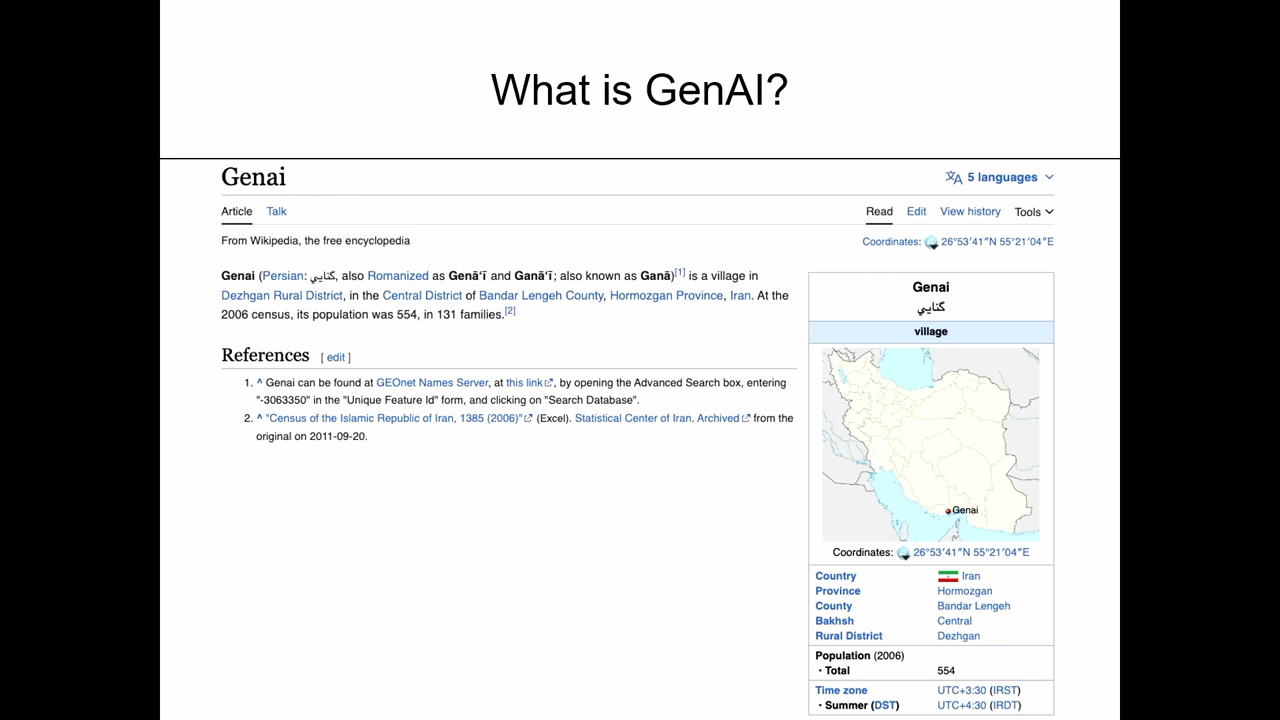 What is GenAI?
Genai
5 languages
Article Talk
Read Edit View history Tools
From Wikipedia, the free encyclopedia
Coordinates: 26°53′41″N 55°21′04″E
Genai (Persian: گنايي, also Romanized as Genā'ī and Ganā'ī; also known as Ganā)[1] is a village in
Dezhgan Rural District, in the Central District of Bandar Lengeh County, Hormozgan Province, Iran. At the
2006 census, its population was 554, in 131 families.[2]
References [ edit ]
1. ^ Genai can be found at GEOnet Names Server, at this link, by opening the Advanced Search box, entering
"-3063350" in the "Unique Feature Id" form, and clicking on "Search Database".
2. ^ "Census of the Islamic Republic of Iran, 1385 (2006)" (Excel). Statistical Center of Iran. Archived from the
original on 2011-09-20.
Genai
گنايي
village
Genai
Coordinates: 26°53′41″N 55°21′04″E
Country Iran
Province Hormozgan
County Bandar Lengeh
Bakhsh Central
Rural District Dezhgan
Population (2006)
• Total 554
Time zone UTC+3:30 (IRST)
• Summer (DST) UTC+4:30 (IRDT)